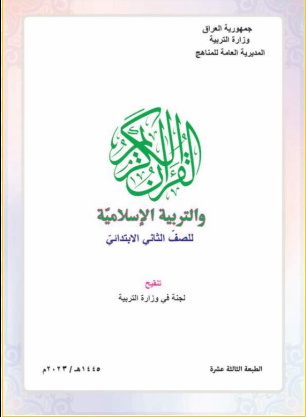 جمهورية العراق
وزارة التربية
المديرية العامة للمناهج
القرآن الكريم
والتربية الإسلاميّة
للصفّ الثاني الابتدائيّ
تنقيح
لجنة في وزارة التربية
الطبعة الثالثة عشرة
١٤٤٥هـ / ٢٠٢٣م